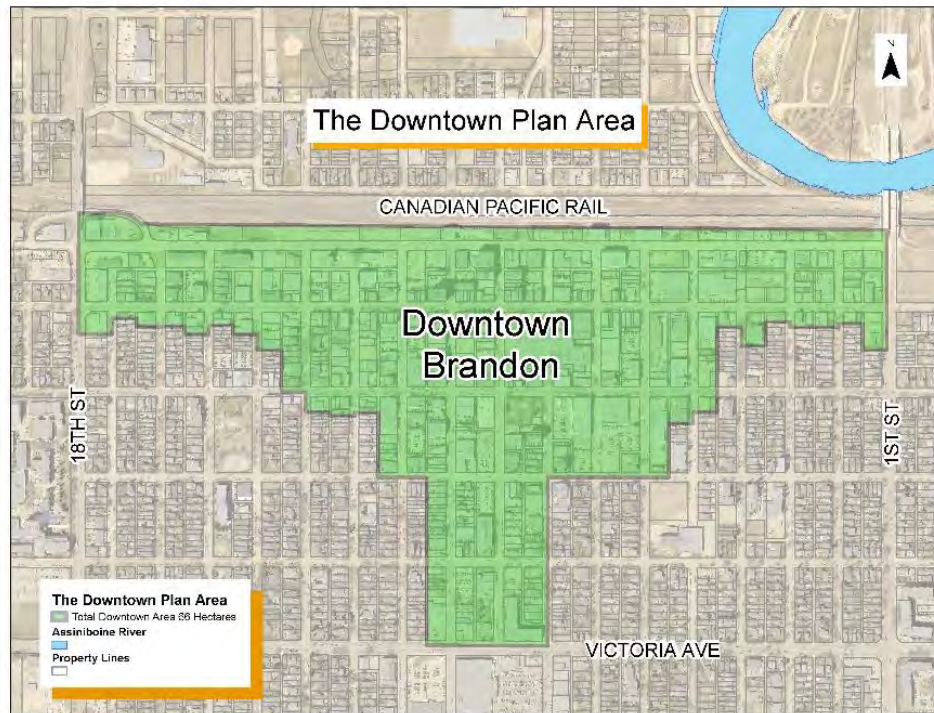 The Downtown Plan Area
N
CANADIAN PACIFIC RAIL
Downtown
Brandon
18TH ST
1ST ST
VICTORIA AVE
The Downtown Plan Area
Total Downtown Area 66 Hectares
Assiniboine River
Property Lines